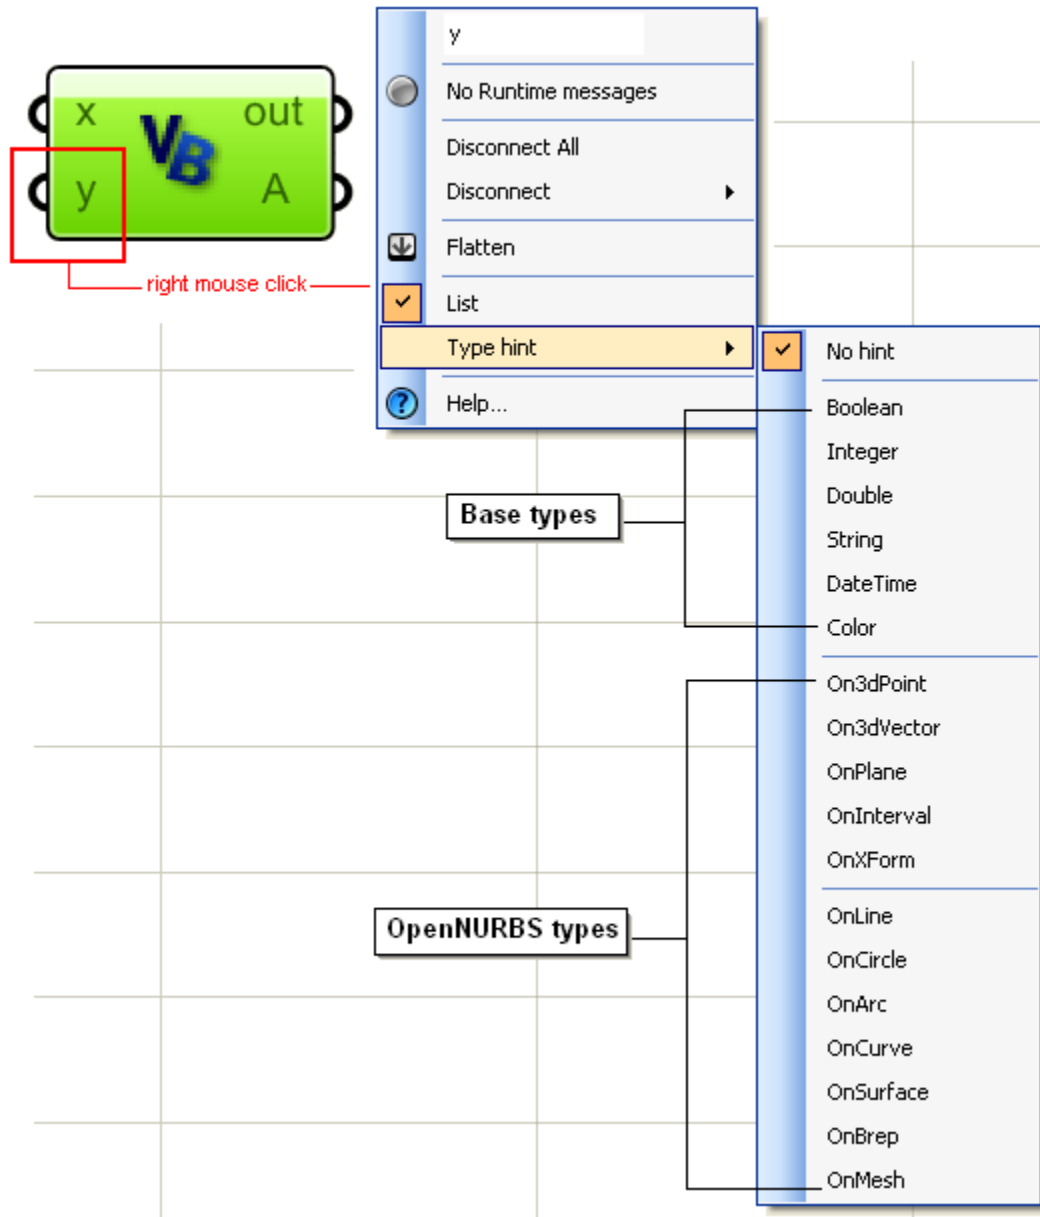 x
out
VB
y
A
right mouse click
y
No Runtime messages
Disconnect All
Disconnect
Flatten
List
Type hint
Help...
No hint
Boolean
Integer
Double
String
DateTime
Color
On3dPoint
On3dVector
OnPlane
OnInterval
OnXForm
OnLine
OnCircle
OnArc
OnCurve
OnSurface
OnBrep
OnMesh
Base types
OpenNURBS types